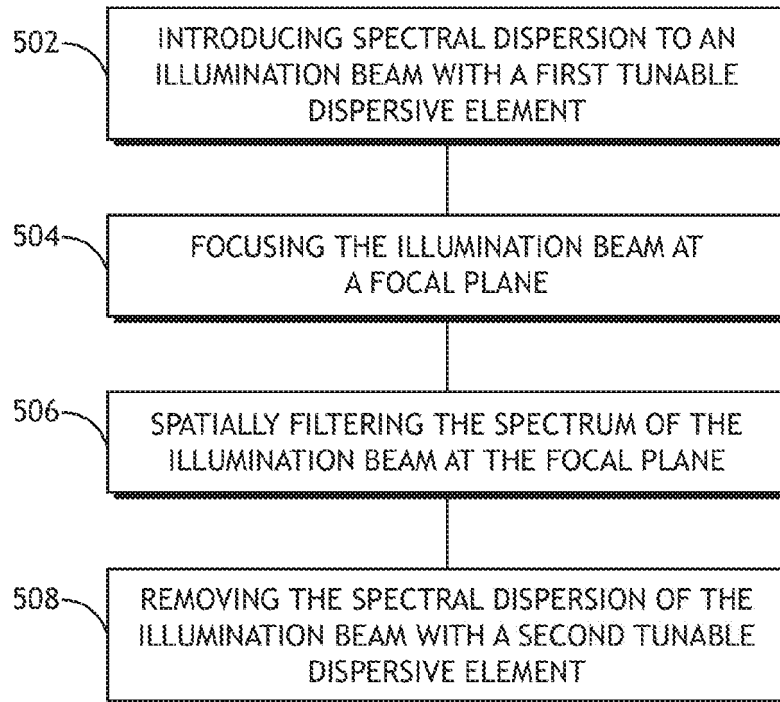 502
INTRODUCING SPECTRAL DISPERSION TO AN
ILLUMINATION BEAM WITH A FIRST TUNABLE
DISPERSIVE ELEMENT
504
FOCUSING THE ILLUMINATION BEAM AT
A FOCAL PLANE
506
SPATIALLY FILTERING THE SPECTRUM OF THE
ILLUMINATION BEAM AT THE FOCAL PLANE
508
REMOVING THE SPECTRAL DISPERSION OF THE
ILLUMINATION BEAM WITH A SECOND TUNABLE
DISPERSIVE ELEMENT